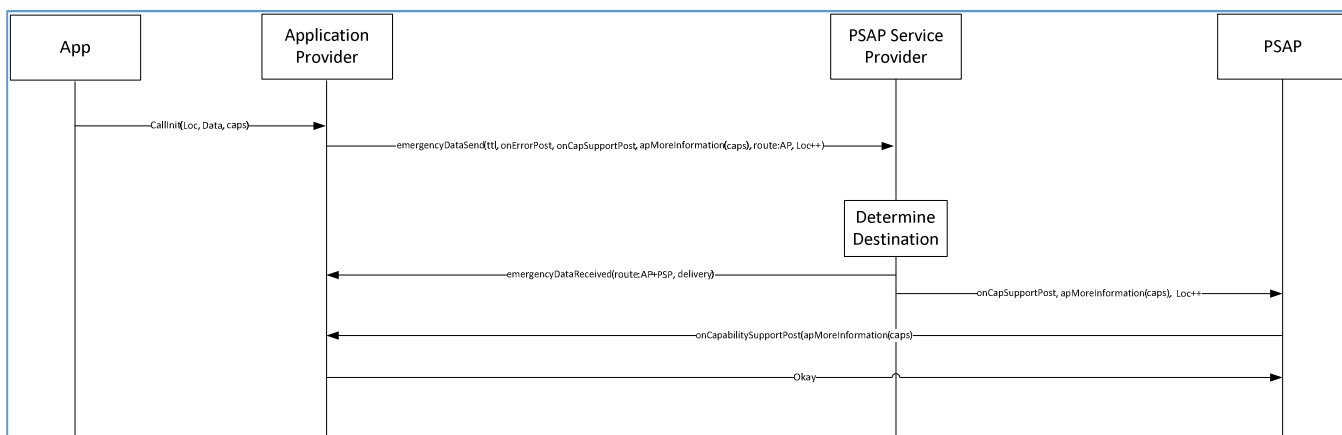 App
Application
Provider
PSAP Service
Provider
PSAP
CallInit(Loc, Data, caps)
emergencyDataSend(ttl, onErrorPost, onCapSupportPost, apMoreInformation(caps), route:AP, Loc++)
Determine
Destination
emergencyDataReceived(route:AP+PSP, delivery)
onCapSupportPost, apMoreInformation(caps), Loc++
onCapabilitySupportPost(apMoreInformation(caps)
Okay